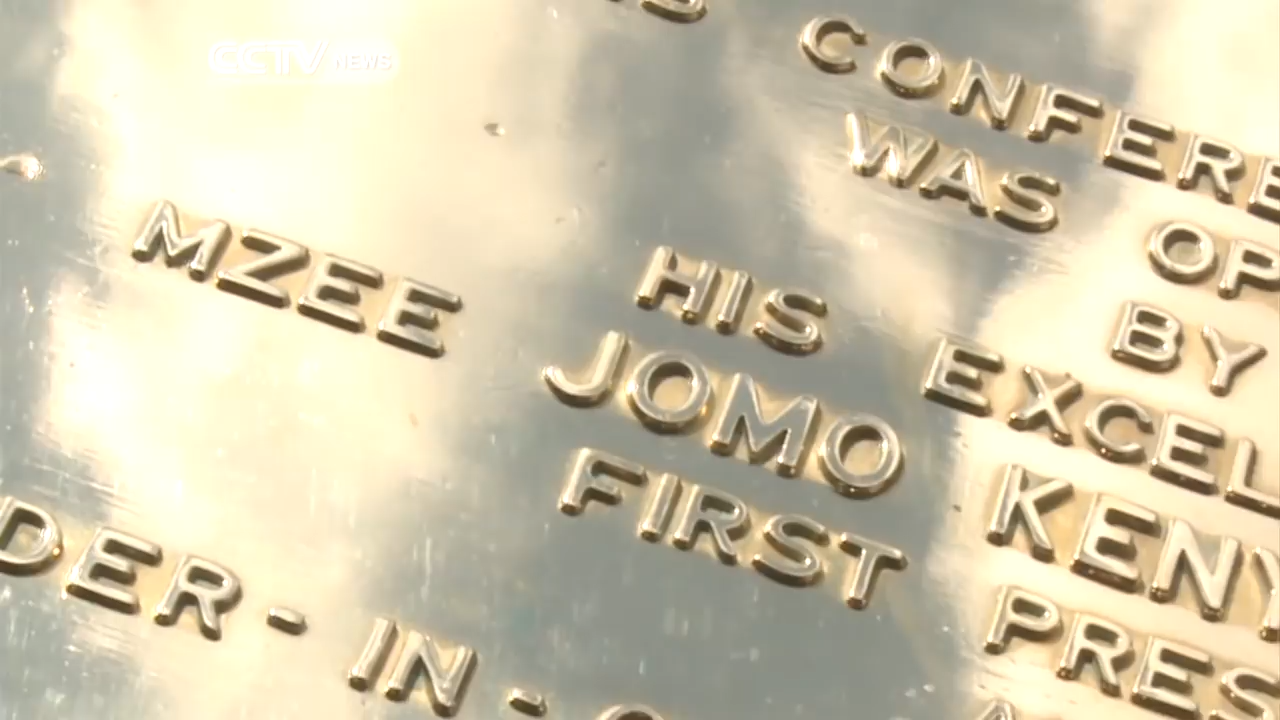 CCTV NEWS
S CONFERE
WAS OP
BY
HIS EXCEL
MZEE JOMO KENY
FIRST PRES
DER-IN-